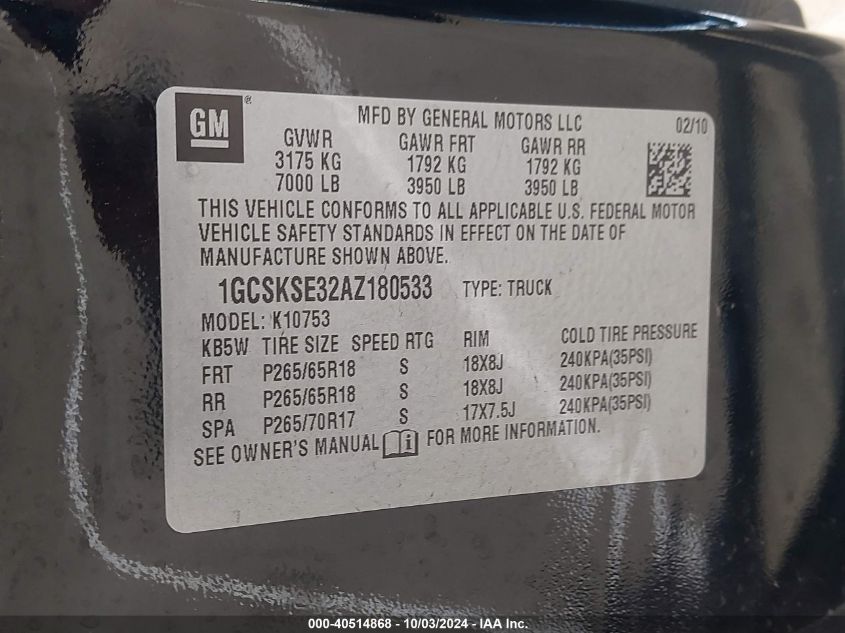 GM ®
MFD BY GENERAL MOTORS LLC 02/10
GVWR GAWR FRT GAWR RR
3175 KG 1792 KG 1792 KG
7000 LB 3950 LB 3950 LB
THIS VEHICLE CONFORMS TO ALL APPLICABLE U.S. FEDERAL MOTOR
VEHICLE SAFETY STANDARDS IN EFFECT ON THE DATE OF
MANUFACTURE SHOWN ABOVE.
1GCSKSE32AZ180533 TYPE: TRUCK
MODEL: K10753
KB5W TIRE SIZE SPEED RTG RIM COLD TIRE PRESSURE
FRT P265/65R18 S 18X8J 240KPA(35PSI)
RR P265/65R18 S 18X8J 240KPA(35PSI)
SPA P265/70R17 S 17X7.5J 240KPA(35PSI)
SEE OWNER'S MANUAL i FOR MORE INFORMATION.
000-40514868 - 10/03/2024 - IAA, Inc.